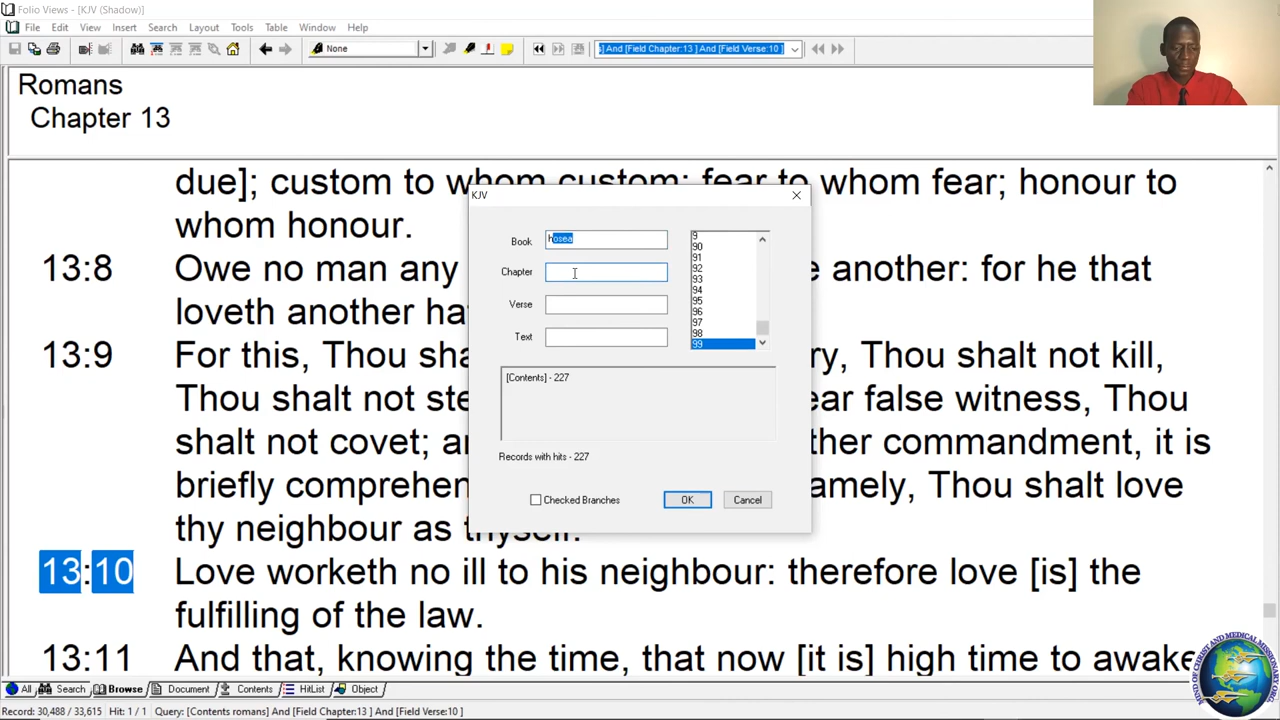 Folio Views - [KJV (Shadow)]
File Edit View Insert Search Layout Tools Table Window Help
None
s] And [Field Chapter:13 ] And [Field Verse:10 ]
Romans
Chapter 13
due]; custom to whom custom; fear to whom fear; honour to
whom honour.
13:8 Owe no man any
e another: for he that
loveth another ha
13:9 For this, Thou sha
ry, Thou shalt not kill,
Thou shalt not ste
ear false witness, Thou
shalt not covet; a
ther commandment, it is
briefly comprehen
amely, Thou shalt love
thy neighbour as thyself.
13:10 Love worketh no ill to his neighbour: therefore love [is] the
fulfilling of the law.
13:11 And that, knowing the time, that now [it is] high time to awake
KJV
Book hosea
Chapter
Verse
Text
9
90
91
92
93
94
95
96
97
98
99
[Contents] - 227
Records with hits - 227
Checked Branches
OK
Cancel
All Search Browse Document Contents HitList Object
Record: 30,488 / 33,615 Hit: 1 / 1 Query: [Contents romans] And [Field Chapter:13 ] And [Field Verse:10 ]
MIND OF CHRIST AND MEDICAL MISSIONARY.ORG